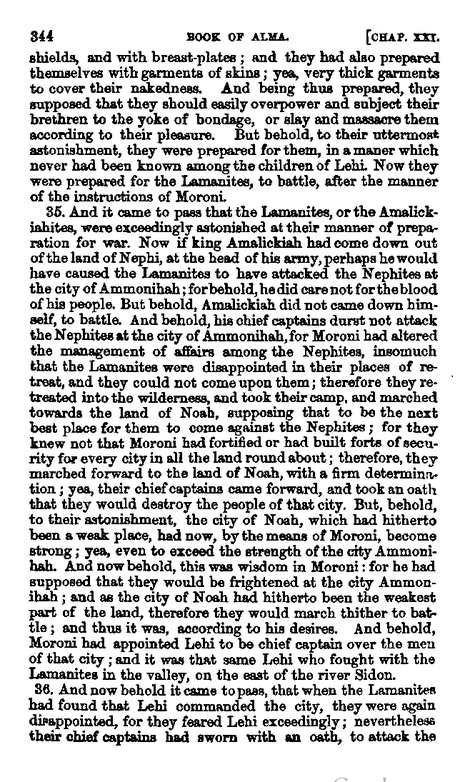 344 BOOK OF ALMA. [CHAP. XXI.
shields, and with breast-plates; and they had also prepared
themselves with garments of skins; yea, very thick garments
to cover their nakedness. And being thus prepared, they
supposed that they should easily overpower and subject their
brethren to the yoke of bondage, or slay and massacre them
according to their pleasure. But behold, to their uttermost
astonishment, they were prepared for them, in a maner which
never had been known among the children of Lehi. Now they
were prepared for the Lamanites, to battle, after the manner
of the instructions of Moroni.
35. And it came to pass that the Lamanites, or the Amalick-
iahites, were exceedingly astonished at their manner of prepa-
ration for war. Now if king Amalickiah had come down out
of the land of Nephi, at the head of his army, perhaps he would
have caused the Lamanites to have attacked the Nephites at
the city of Ammonihah; for behold, he did care not for the blood
of his people. But behold, Amalickiah did not came down him-
self, to battle. And behold, his chief captains durst not attack
the Nephites at the city of Ammonihah, for Moroni had altered
the management of affairs among the Nephites, insomuch
that the Lamanites were disappointed in their places of re-
treat, and they could not come upon them; therefore they re-
treated into the wilderness, and took their camp, and marched
towards the land of Noah, supposing that to be the next
best place for them to come against the Nephites; for they
knew not that Moroni had fortified or had built forts of secu-
rity for every city in all the land round about; therefore, they
marched forward to the land of Noah, with a firm determina-
tion; yea, their chief captains came forward, and took an oath
that they would destroy the people of that city. But, behold,
to their astonishment, the city of Noah, which had hitherto
been a weak place, had now, by the means of Moroni, become
strong; yea, even to exceed the strength of the city Ammoni-
hah. And now behold, this was wisdom in Moroni: for he had
supposed that they would be frightened at the city Ammon-
ihah; and as the city of Noah had hitherto been the weakest
part of the land, therefore they would march thither to bat-
tle; and thus it was, according to his desires. And behold,
Moroni had appointed Lehi to be chief captain over the men
of that city; and it was that same Lehi who fought with the
Lamanites in the valley, on the east of the river Sidon.
36. And now behold it came to pass, that when the Lamanites
had found that Lehi commanded the city, they were again
disappointed, for they feared Lehi exceedingly; nevertheless
their chief captains had sworn with an oath, to attack the